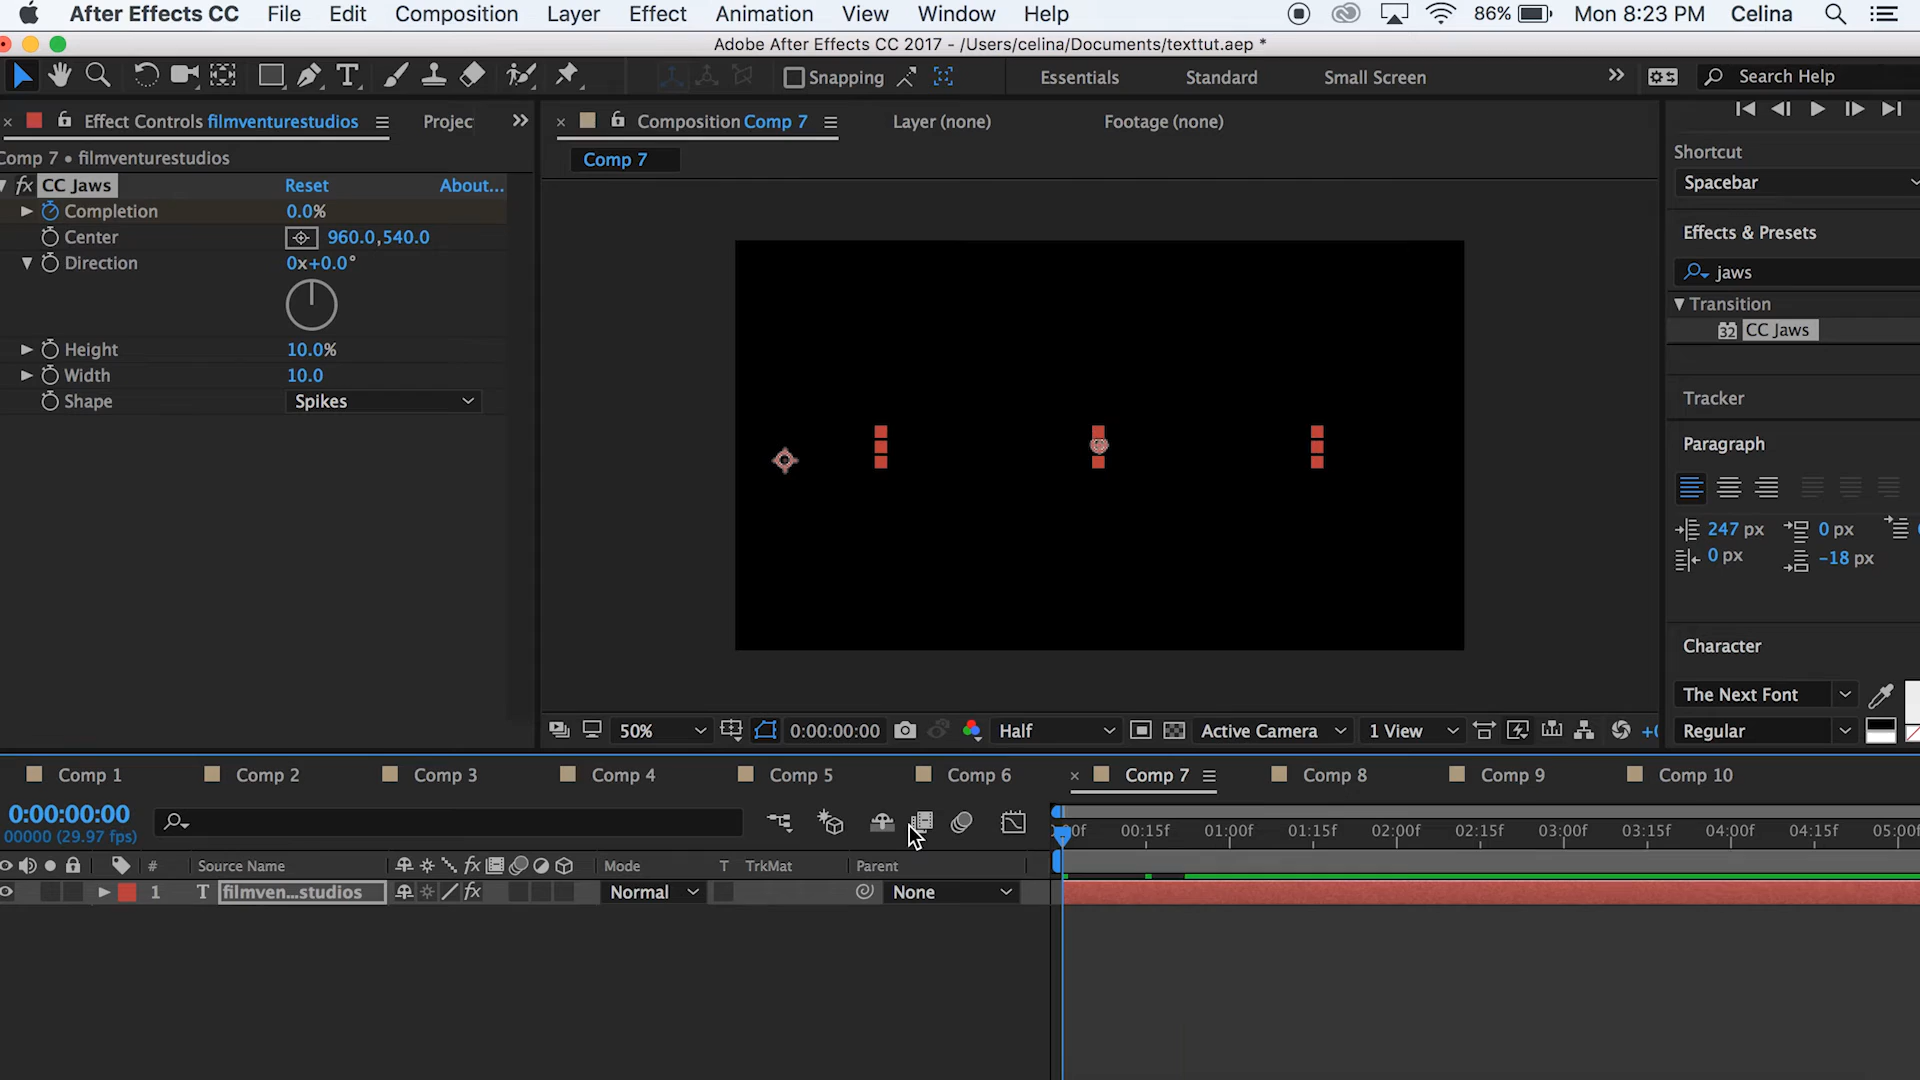 After Effects CC File Edit Composition Layer Effect Animation View Window Help 86% Mon 8:23 PM Celina
Adobe After Effects CC 2017 - /Users/celina/Documents/texttut.aep *
Snapping Essentials Standard Small Screen Search Help
Effect Controls filmventurestudios Projec Composition Comp 7 Layer (none) Footage (none)
Comp 7 • filmventurestudios
Comp 7
Shortcut
Spacebar
fx CC Jaws Reset About...
Completion 0.0%
Center 960.0,540.0
Direction 0x+0.0°
Height 10.0%
Width 10.0
Shape Spikes
Effects & Presets
jaws
Transition
32 CC Jaws
Tracker
Paragraph
247 px 0 px
0 px -18 px
Character
The Next Font
Regular
50% 0:00:00:00 Half Active Camera 1 View
Comp 1 Comp 2 Comp 3 Comp 4 Comp 5 Comp 6 Comp 7 Comp 8 Comp 9 Comp 10
0:00:00:00
00000 (29.97 fps)
00:15f 01:00f 01:15f 02:00f 02:15f 03:00f 03:15f 04:00f 04:15f
# Source Name fx Mode T TrkMat Parent
1 T filmven...studios fx Normal None